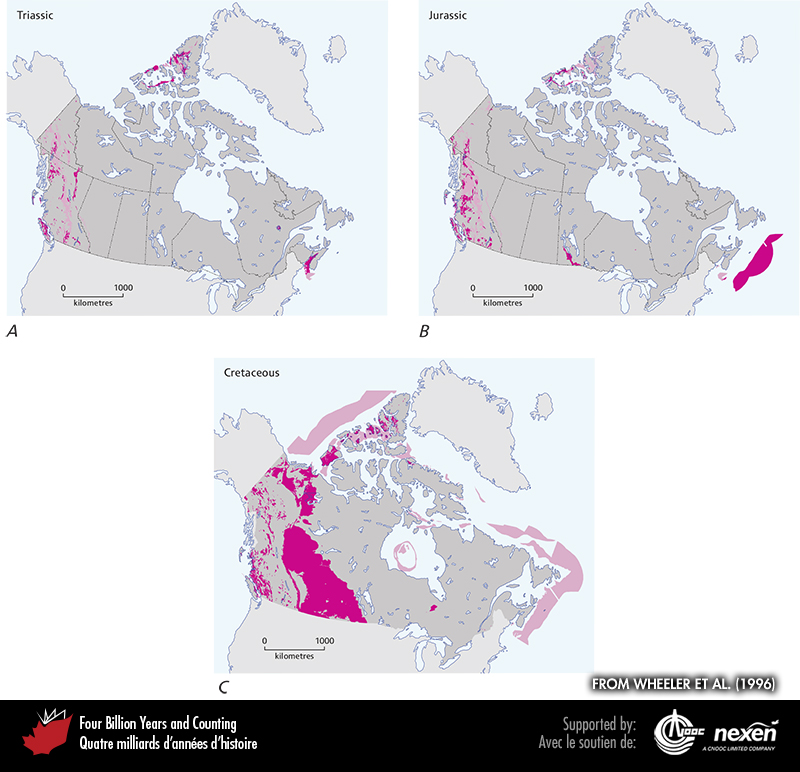 Triassic
0 1000
kilometres
A
Jurassic
0 1000
kilometres
B
Cretaceous
0 1000
kilometres
C
FROM WHEELER ET AL. (1996)
Four Billion Years and Counting
Quatre milliards d'années d'histoire
Supported by:
Avec le soutien de:
CNOOC
nexen
A CNOOC LIMITED COMPANY